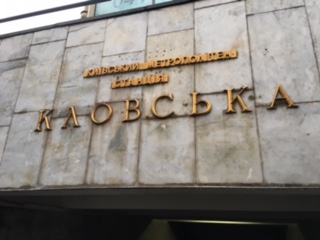 КИЇВСЬКИЙ МЕТРОПОЛІТЕН
СТАНЦІЯ
КЛОВСЬКА